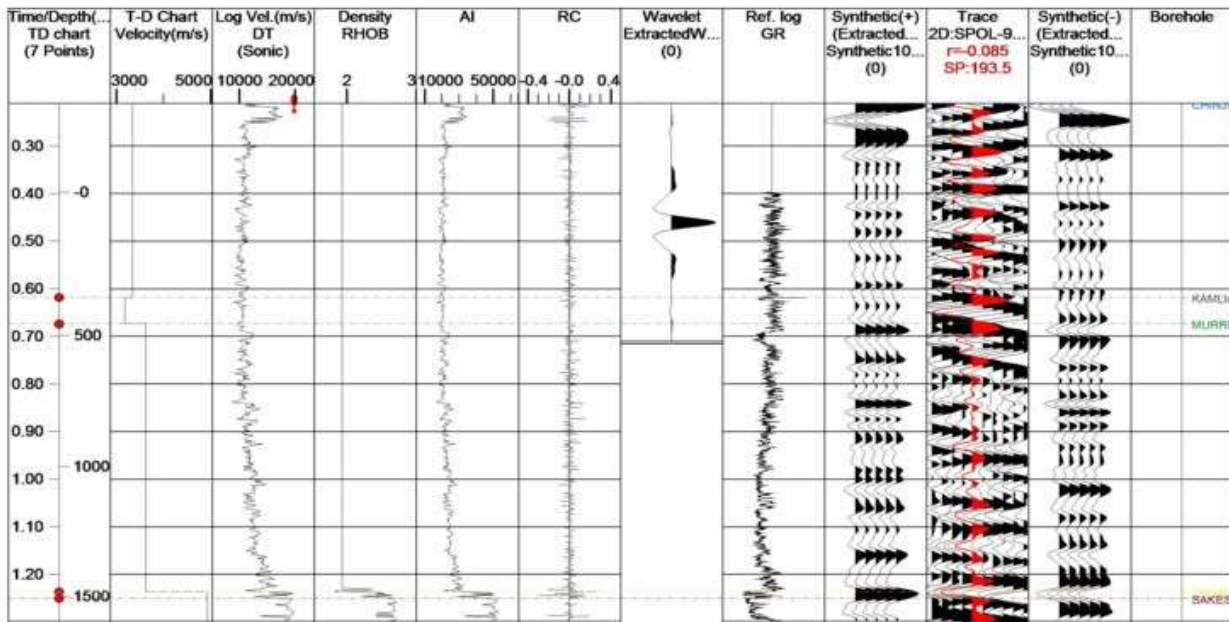 Time/Depth(... T-D Chart Log Vel.(m/s) Density AI RC Wavelet Ref. log Synthetic(+) Trace Synthetic(-) Borehole
TD chart Velocity(m/s) DT RHOB ExtractedW... GR (Extracted... 2D:SPOL-9... (Extracted...
(7 Points) (Sonic) (0) Synthetic10... r=-0.085 Synthetic10...
(0) SP:193.5 (0)
3000 5000 10000 20000 2 3 10000 50000 -0.4 -0.0 0.4
0.30
0.40 -0
0.50
0.60
KAMLI
MURR
0.70 500
0.80
0.90
1000
1.00
1.10
1.20
1500
SAKES